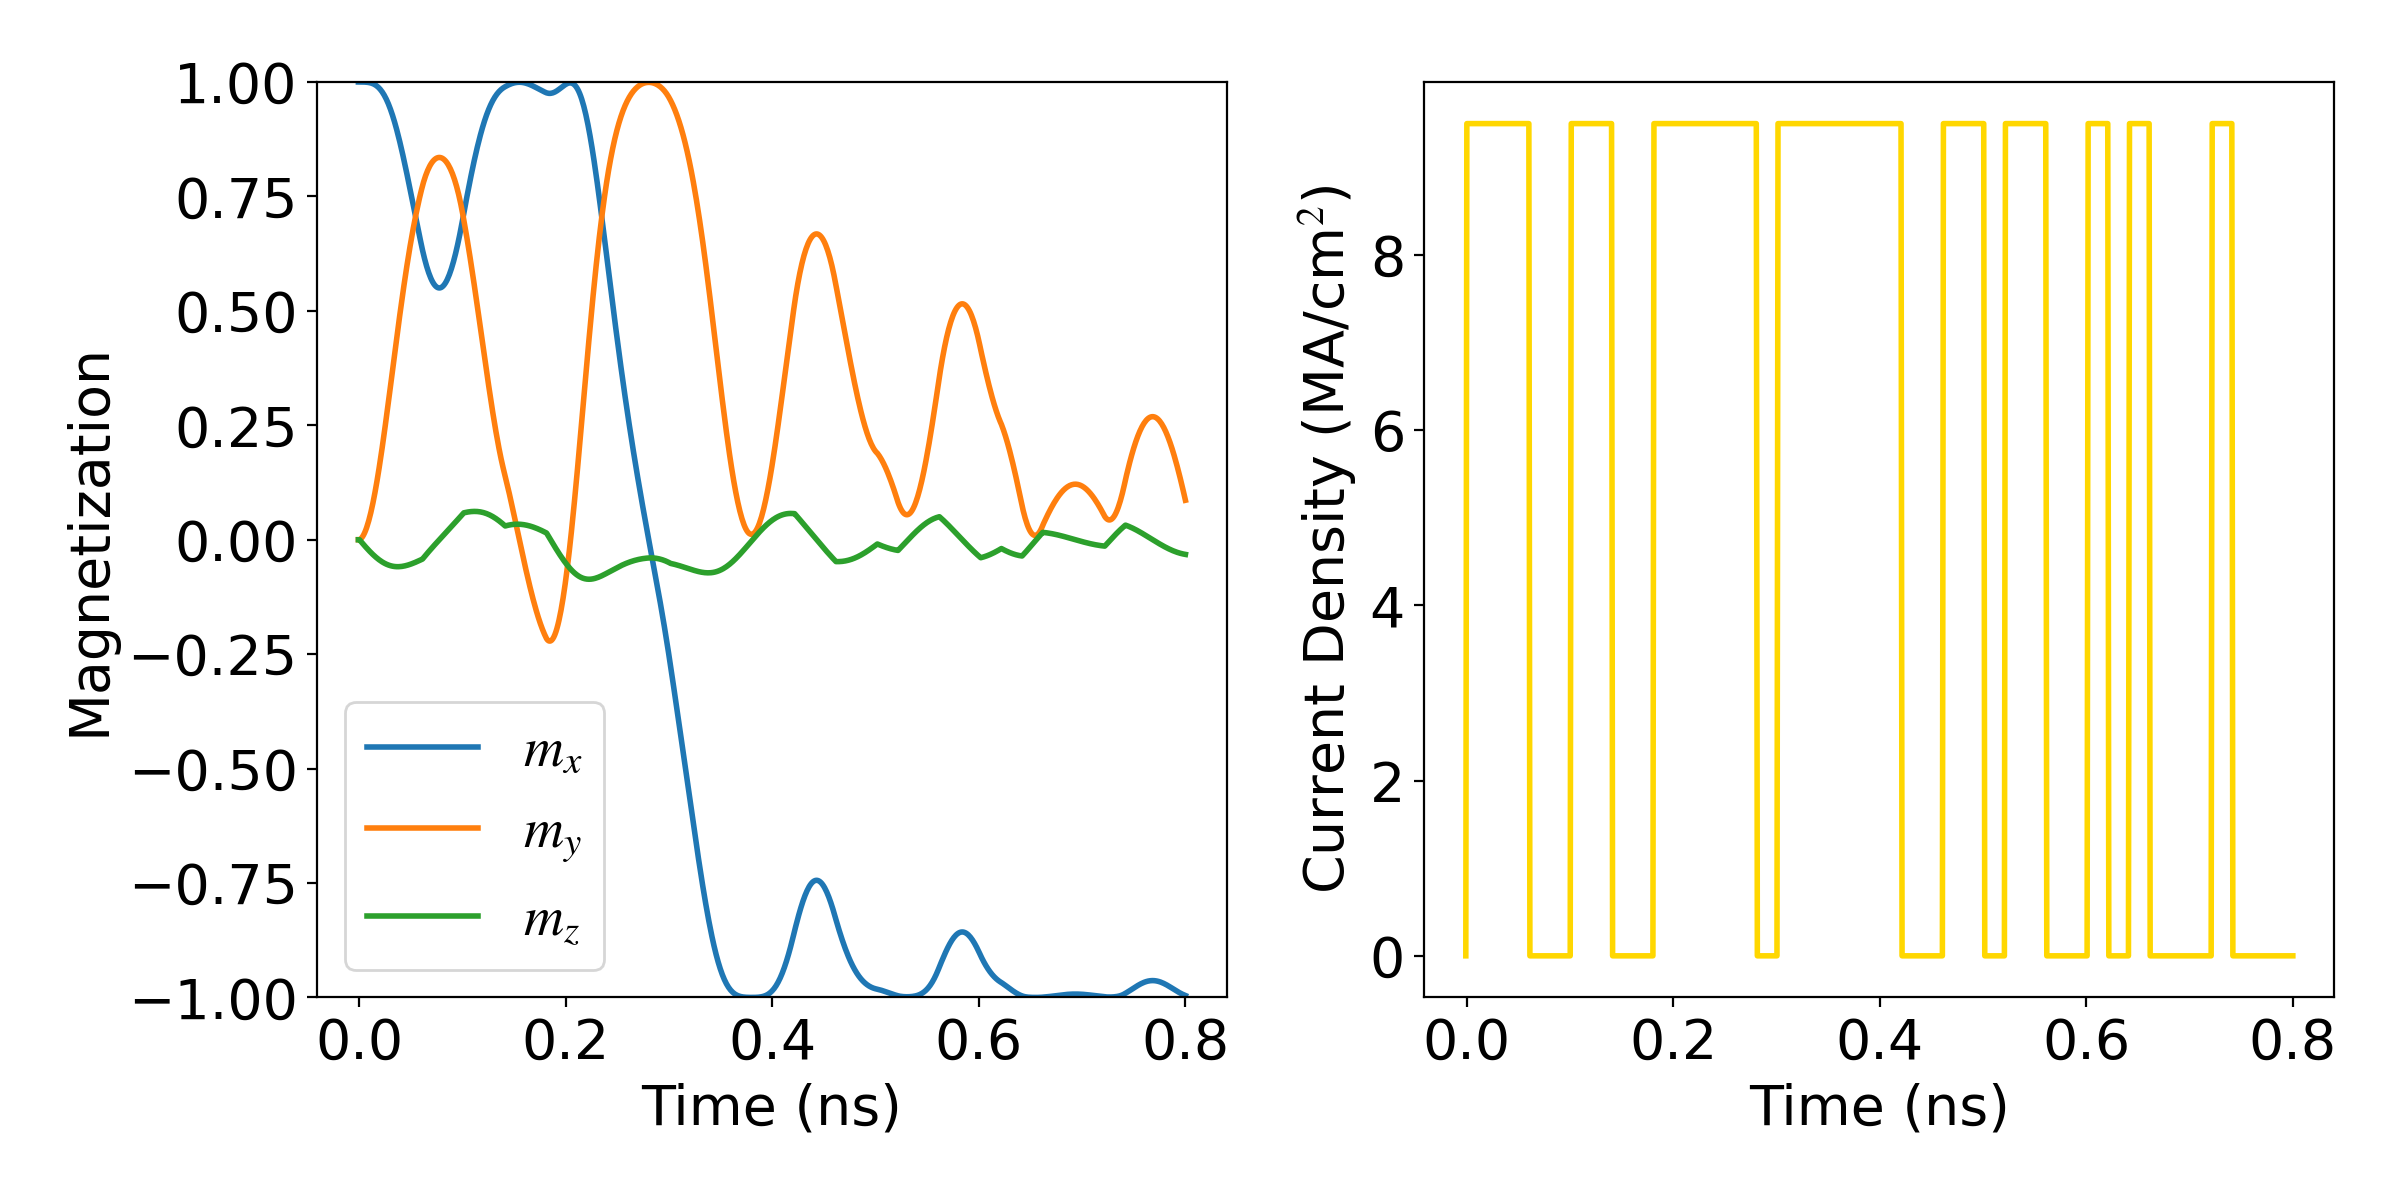 Magnetization
1.00
0.75
0.50
0.25
0.00
−0.25
−0.50
−0.75
−1.00
m_x
m_y
m_z
0.0 0.2 0.4 0.6 0.8
Time (ns)
Current Density (MA/cm²)
8
6
4
2
0
0.0 0.2 0.4 0.6 0.8
Time (ns)